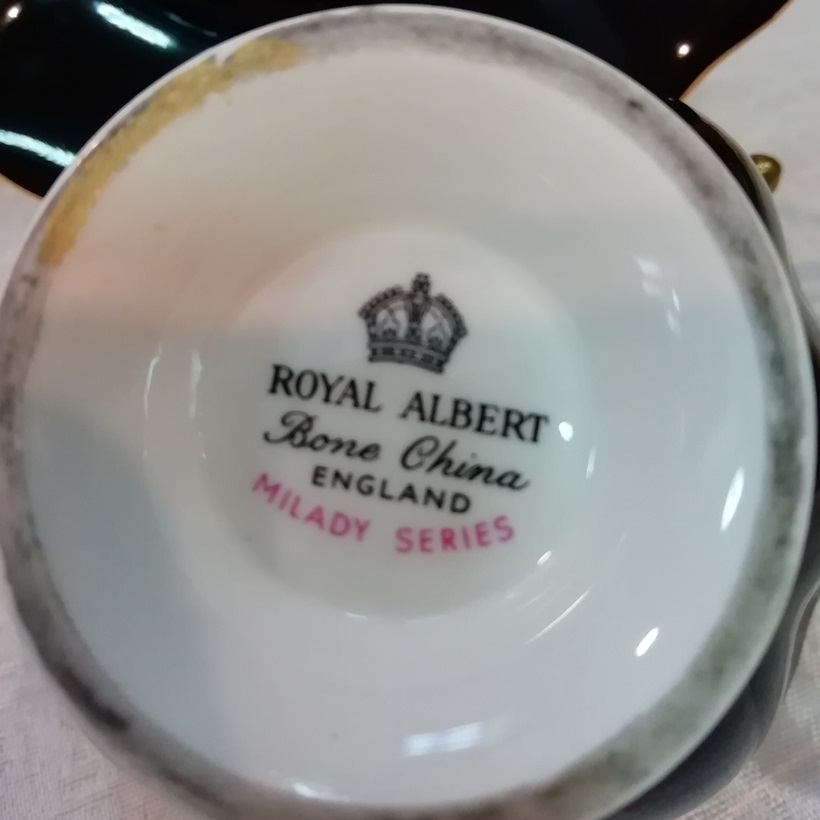 ROYAL ALBERT
Bone China
ENGLAND
MILADY SERIES